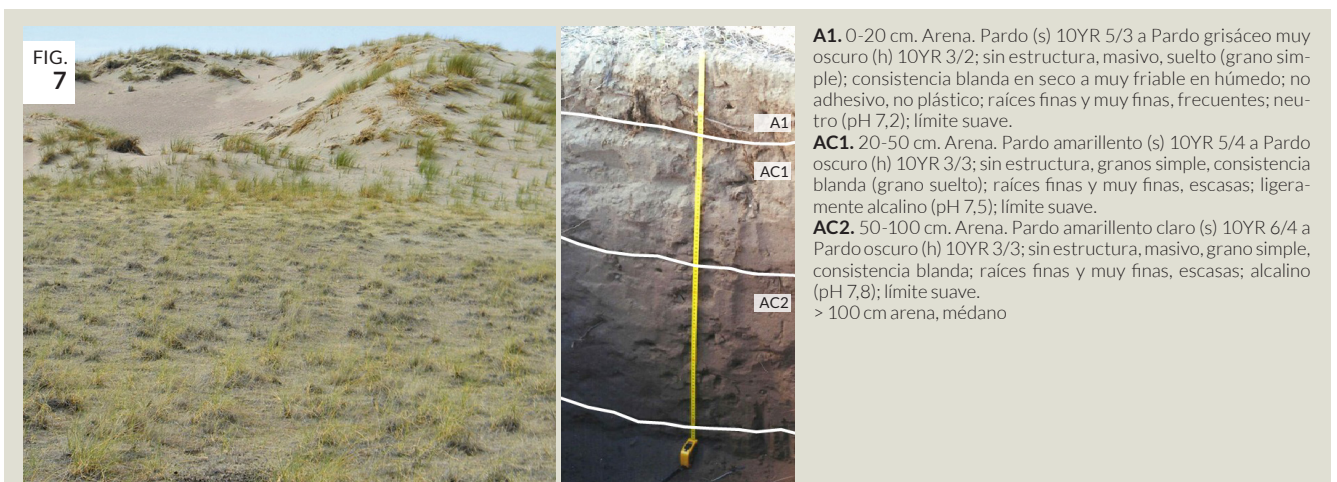 FIG.
7
A1
AC1
AC2
A1. 0-20 cm. Arena. Pardo (s) 10YR 5/3 a Pardo grisáceo muy
oscuro (h) 10YR 3/2; sin estructura, masivo, suelto (grano sim-
ple); consistencia blanda en seco a muy friable en húmedo; no
adhesivo, no plástico; raíces finas y muy finas, frecuentes; neu-
tro (pH 7,2); límite suave.
AC1. 20-50 cm. Arena. Pardo amarillento (s) 10YR 5/4 a Pardo
oscuro (h) 10YR 3/3; sin estructura, granos simple, consistencia
blanda (grano suelto); raíces finas y muy finas, escasas; ligera-
mente alcalino (pH 7,5); límite suave.
AC2. 50-100 cm. Arena. Pardo amarillento claro (s) 10YR 6/4 a
Pardo oscuro (h) 10YR 3/3; sin estructura, masivo, grano simple,
consistencia blanda; raíces finas y muy finas, escasas; alcalino
(pH 7,8); límite suave.
> 100 cm arena, médano